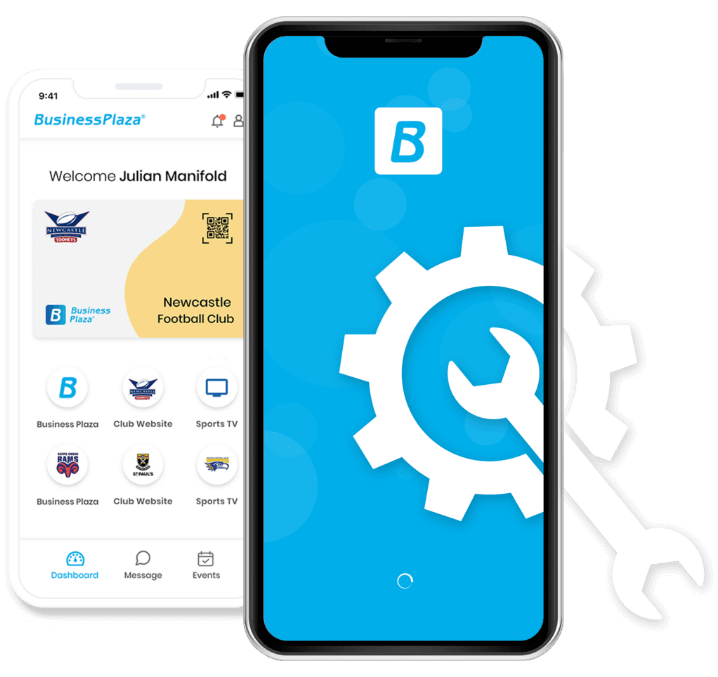 9:41
BusinessPlaza®
Welcome Julian Manifold
NEWCASTLE
TOOHEYS
B Business
Plaza®
Newcastle
Football Club
B
Business Plaza
Club Website
Sports TV
RAMS
ST.PAUL'S
Business Plaza
Club Website
Sports TV
Dashboard
Message
Events
B